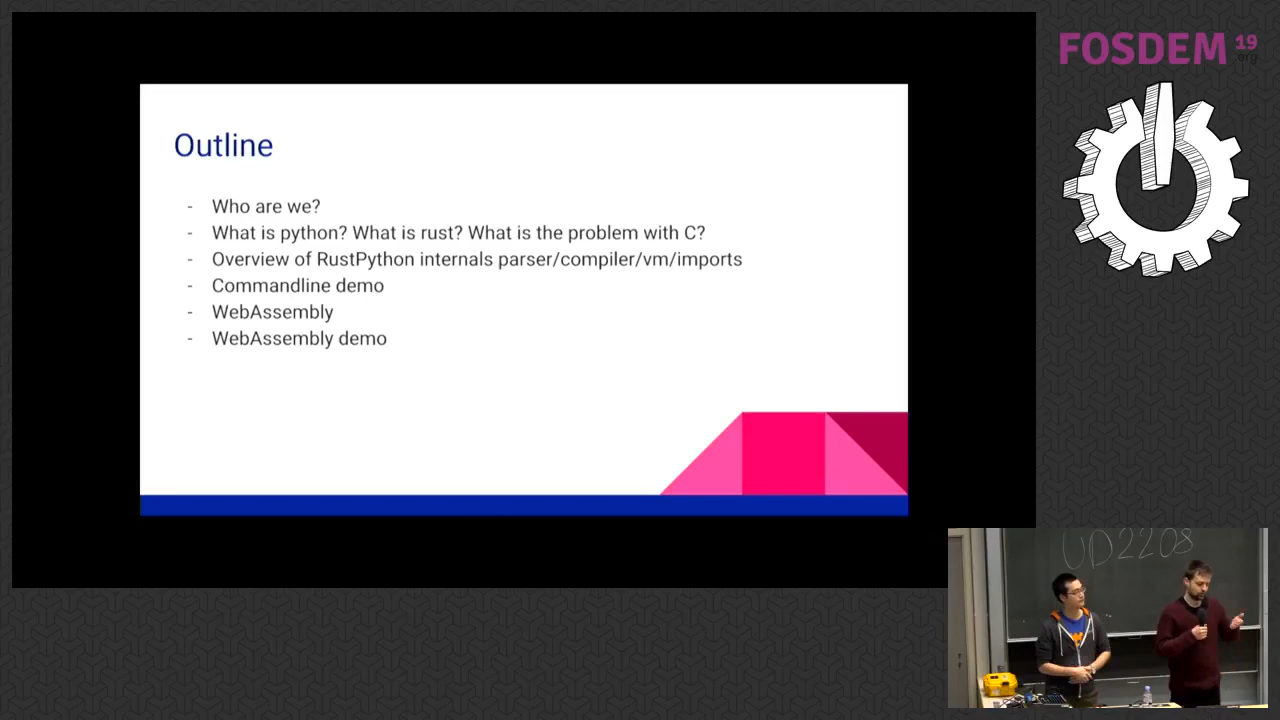 FOSDEM 19
.org
Outline
- Who are we?
- What is python? What is rust? What is the problem with C?
- Overview of RustPython internals parser/compiler/vm/imports
- Commandline demo
- WebAssembly
- WebAssembly demo
UD2208